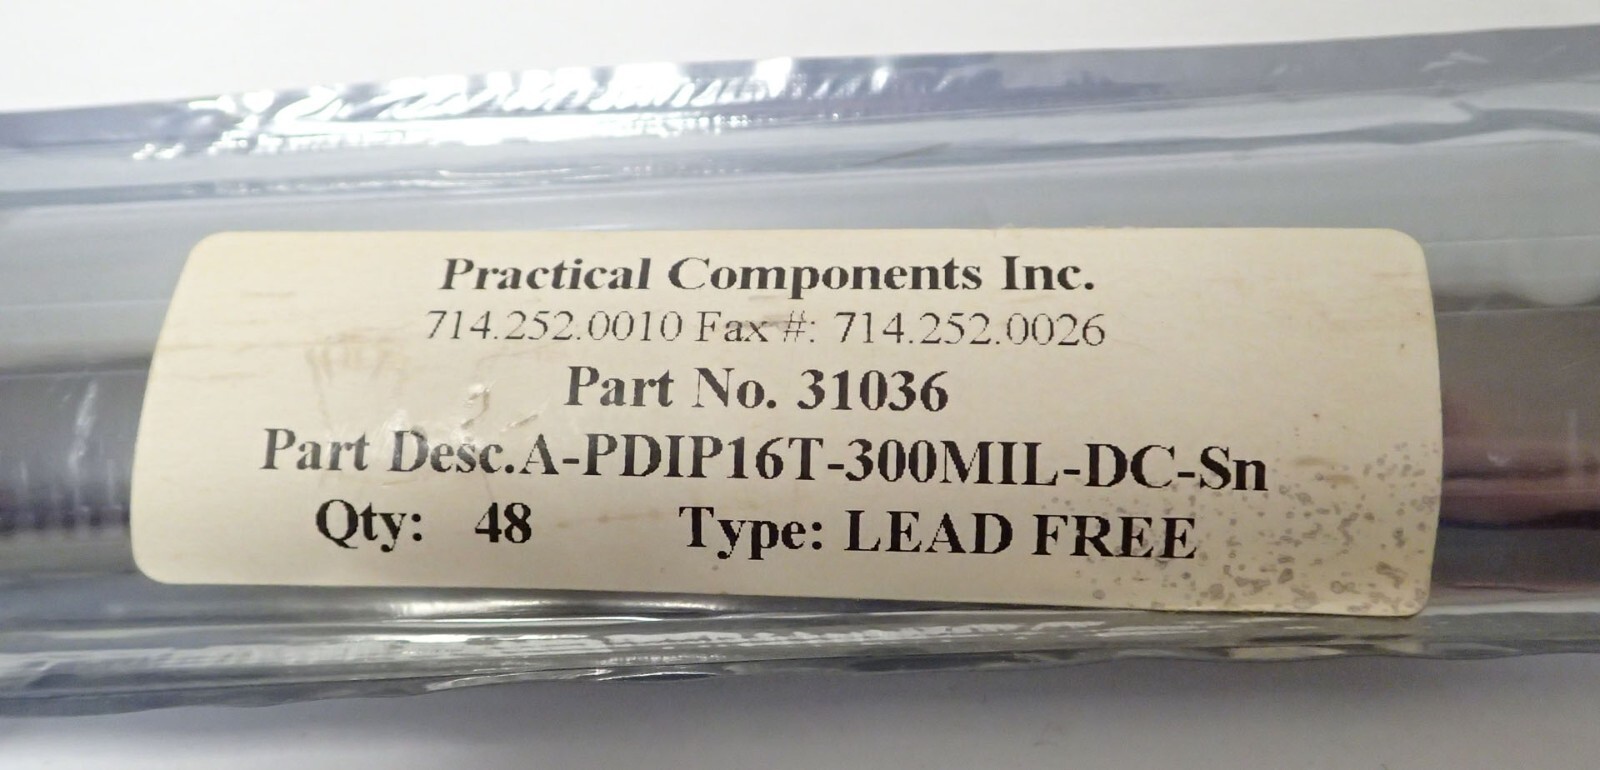 Practical Components Inc.
714.252.0010 Fax #: 714.252.0026
Part No. 31036
Part Desc.A-PDIP16T-300MIL-DC-Sn
Qty: 48 Type: LEAD FREE